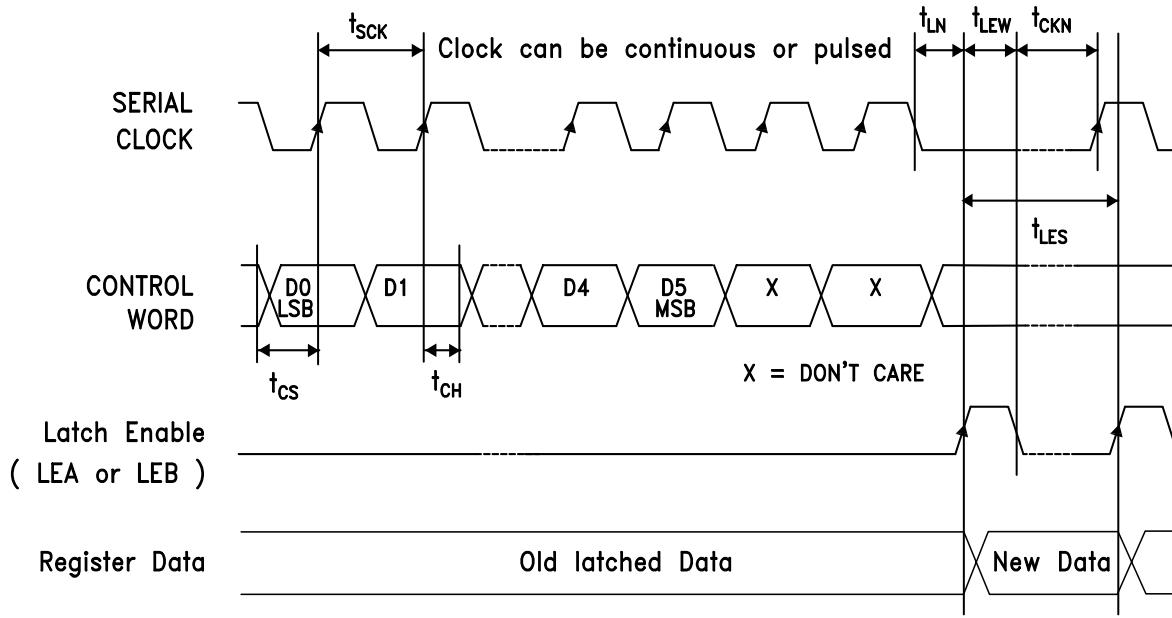 tSCK
Clock can be continuous or pulsed
tLN
tLEW
tCKN
SERIAL
CLOCK
tLES
CONTROL
WORD
D0
LSB
D1
D4
D5
MSB
X
X
tCS
tCH
X = DON'T CARE
Latch Enable
( LEA or LEB )
Register Data
Old latched Data
New Data